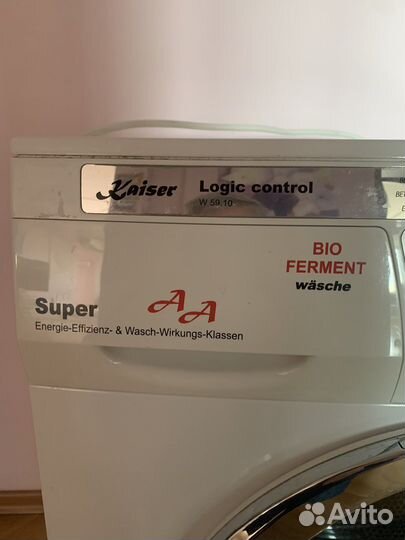 Kaiser Logic control
W 59.10
BIO
FERMENT
wäsche
Super AA
Energie-Effizienz- & Wasch-Wirkungs-Klassen
Avito